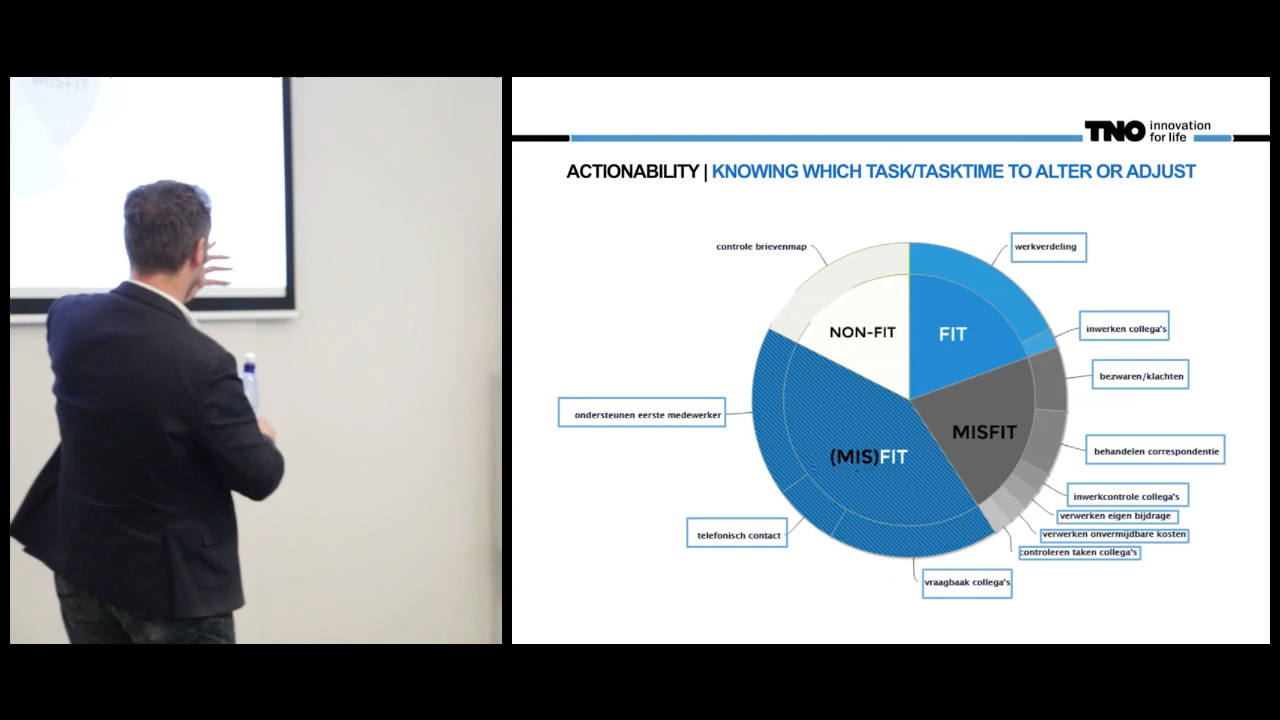 TNO innovation
for life
ACTIONABILITY | KNOWING WHICH TASK/TASKTIME TO ALTER OR ADJUST
controle brievenmap
werkverdeling
NON-FIT
FIT
inwerken collega's
bezwaren/klachten
ondersteunen eerste medewerker
MISFIT
(MIS)FIT
behandelen correspondentie
inwerkcontrole collega's
verwerken eigen bijdrage
telefonisch contact
verwerken onvermijdbare kosten
controleren taken collega's
vraagbaak collega's